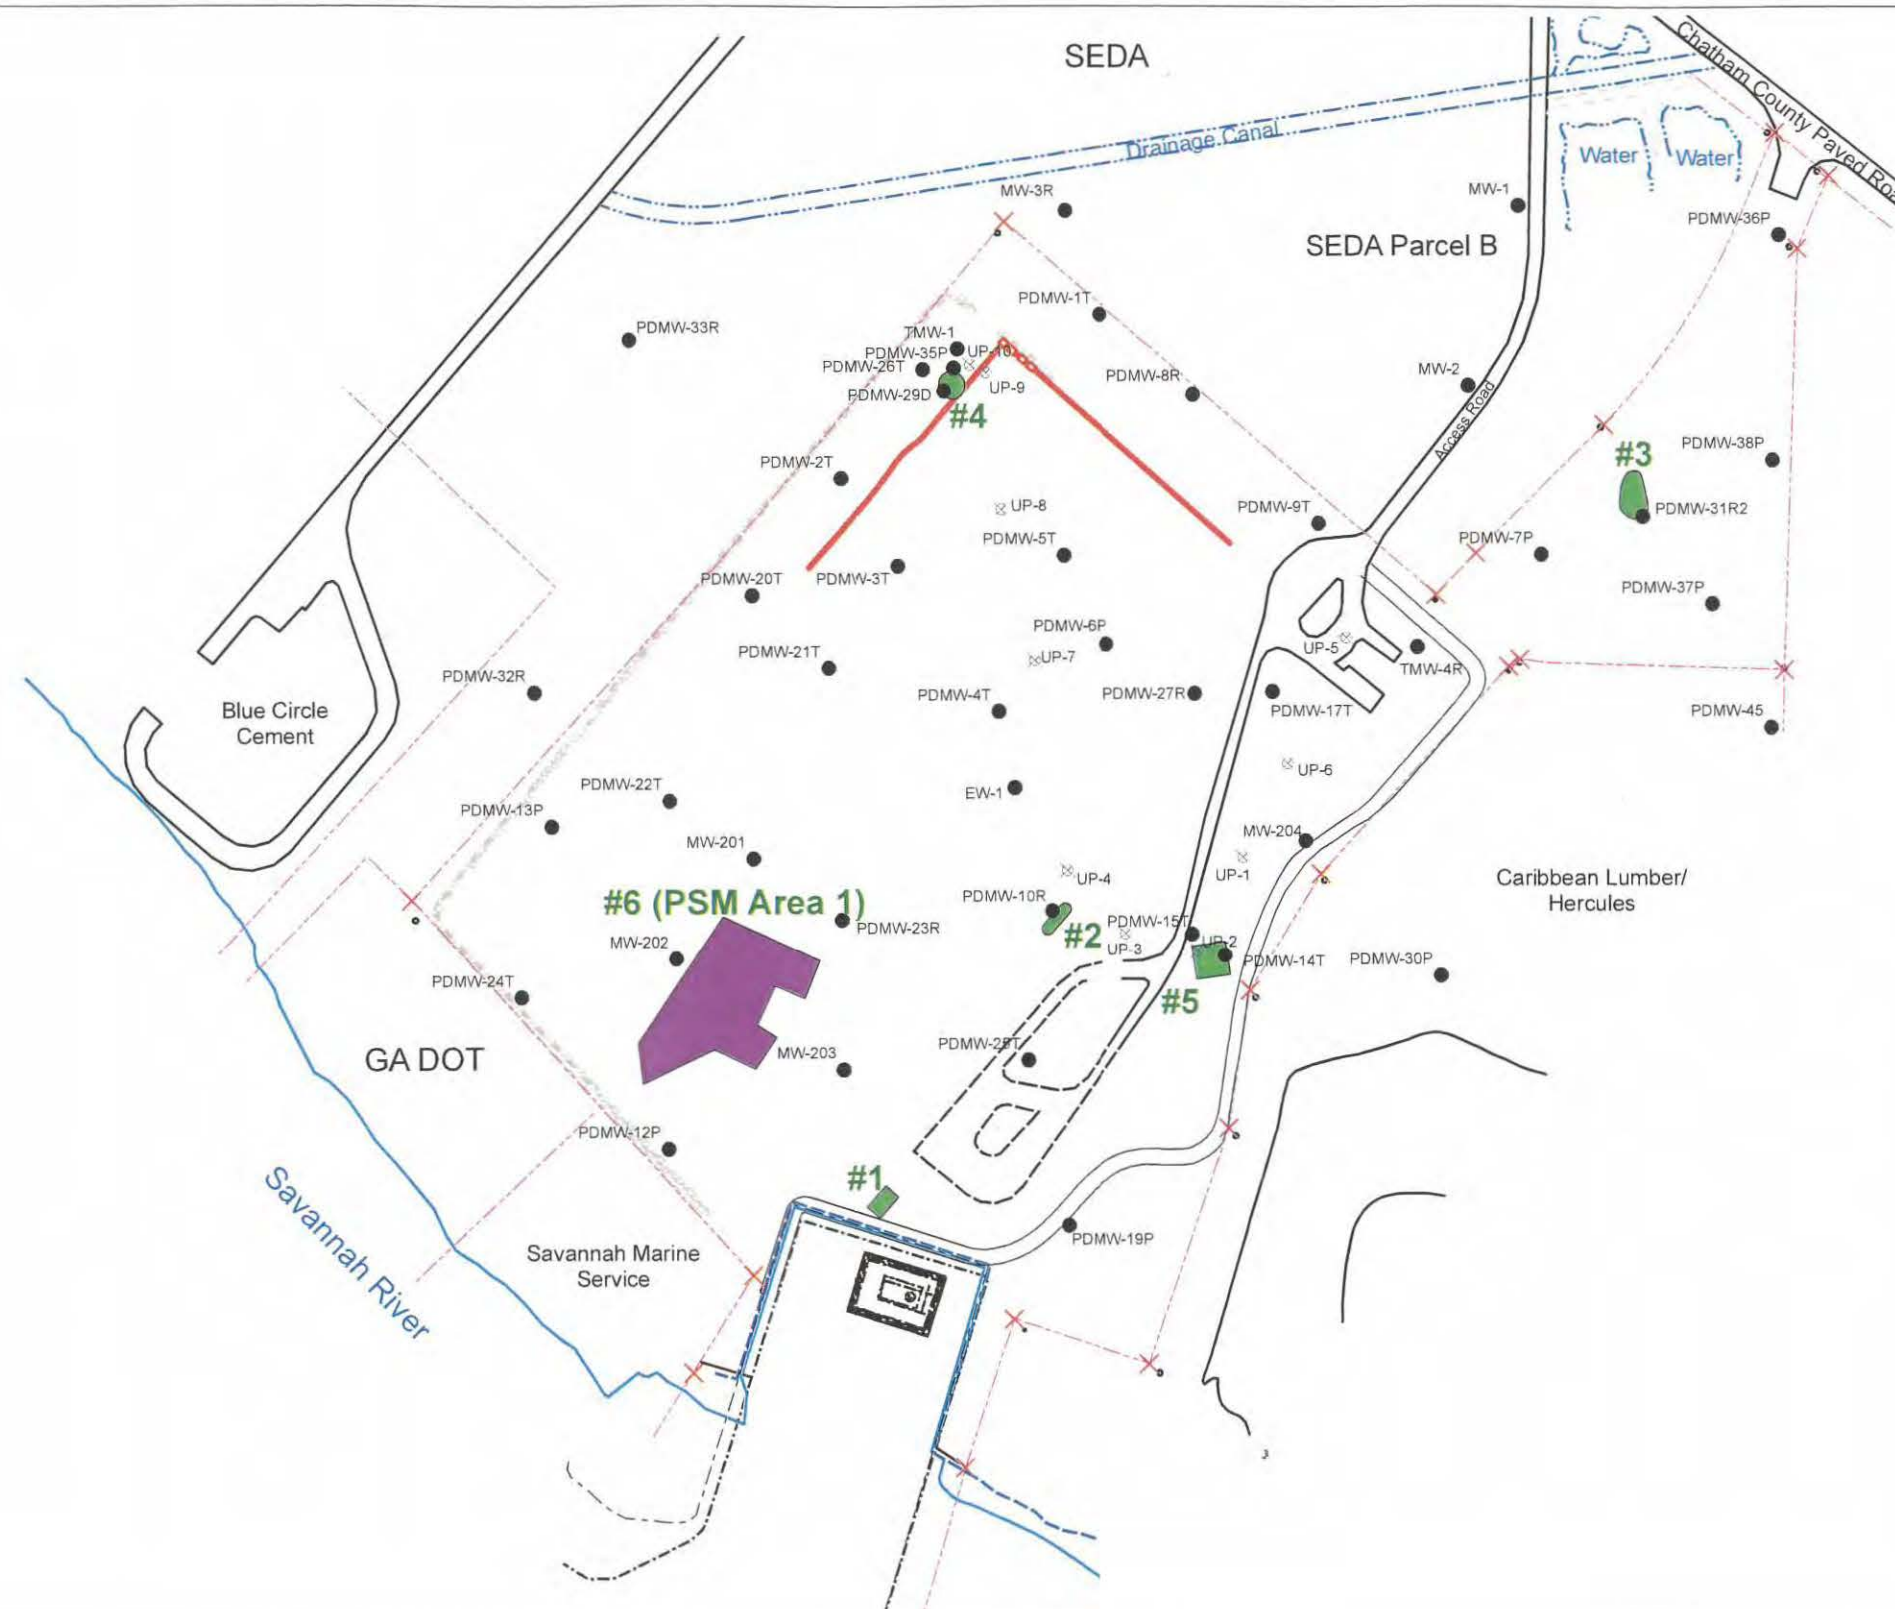 SEDA
Chatham County Paved Roa
Drainage Canal
Water
Water
MW-3R
MW-1
PDMW-36P
SEDA Parcel B
PDMW-1T
PDMW-33R
TMW-1
PDMW-35P
UP-10
PDMW-26T
UP-9
PDMW-29D
#4
PDMW-8R
MW-2
Access Road
PDMW-38P
#3
PDMW-2T
UP-8
PDMW-9T
PDMW-31R2
PDMW-5T
PDMW-7P
PDMW-20T
PDMW-3T
PDMW-37P
PDMW-6P
UP-5
PDMW-21T
UP-7
TMW-4R
PDMW-32R
PDMW-4T
PDMW-27R
PDMW-17T
PDMW-45
Blue Circle
Cement
UP-6
PDMW-22T
EW-1
PDMW-13P
MW-201
MW-204
UP-4
UP-1
Caribbean Lumber/
Hercules
#6 (PSM Area 1)
PDMW-10R
PDMW-23R
#2
PDMW-15T
UP-3
UP-2
MW-202
PDMW-14T
PDMW-30P
PDMW-24T
#5
GA DOT
MW-203
PDMW-25T
PDMW-12P
#1
Savannah River
Savannah Marine
Service
PDMW-19P
3